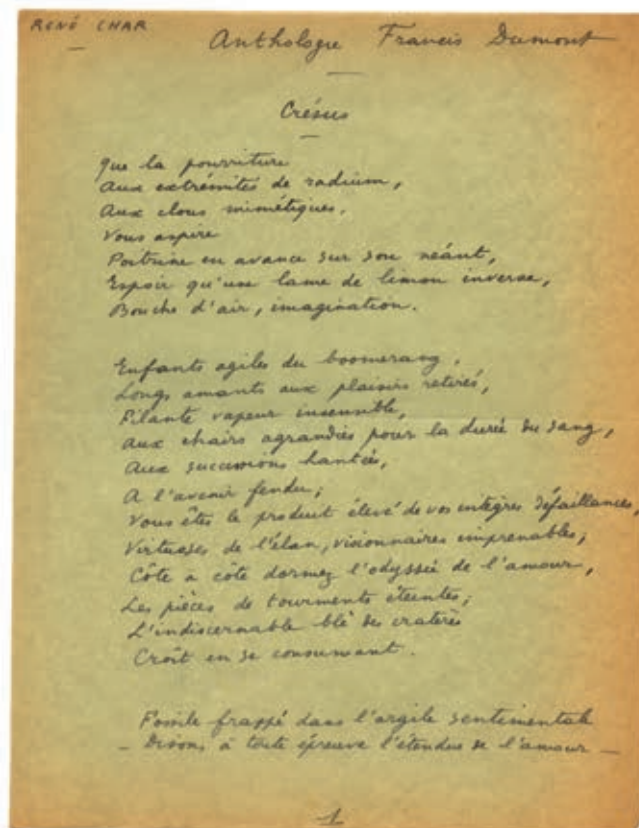 RENÉ CHAR
Anthologie Francis Dumont
Crésus
Que la pourriture
Aux extrémités de radium,
Aux clous mimétiques,
Vous aspire
Poitrine en avance sur son néant,
Espoir qu'une lame de limon inverse,
Bouche d'air, imagination.
Enfants agiles du boomerang,
Longs amants aux plaisirs retirés,
Filante vapeur insensible,
Aux chairs agrandies pour la durée du sang,
Aux successions hantées,
A l'avenir fendu;
Vous êtes le produit élevé de vos intègres défaillances,
Virtuoses de l'élan, visionnaires imprenables,
Côte a côte dormez l'odyssée de l'amour,
Les pièges de tourments éteints;
L'indiscernable blé des cratères
Croît en se consumant.
Fossile frappé dans l'argile sentimentale
— Disons à toute épreuve l'étendue de l'amour —
1